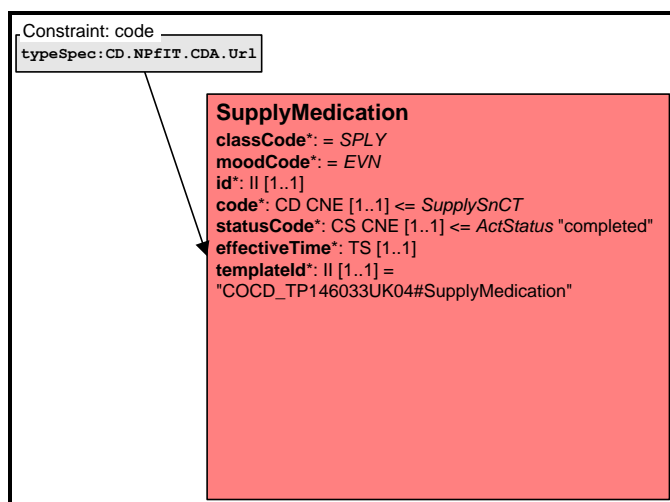 Constraint: code
typeSpec:CD.NPfIT.CDA.Url
SupplyMedication
classCode*: = SPLY
moodCode*: = EVN
id*: II [1..1]
code*: CD CNE [1..1] <= SupplySnCT
statusCode*: CS CNE [1..1] <= ActStatus "completed"
effectiveTime*: TS [1..1]
templateId*: II [1..1] =
"COCD_TP146033UK04#SupplyMedication"